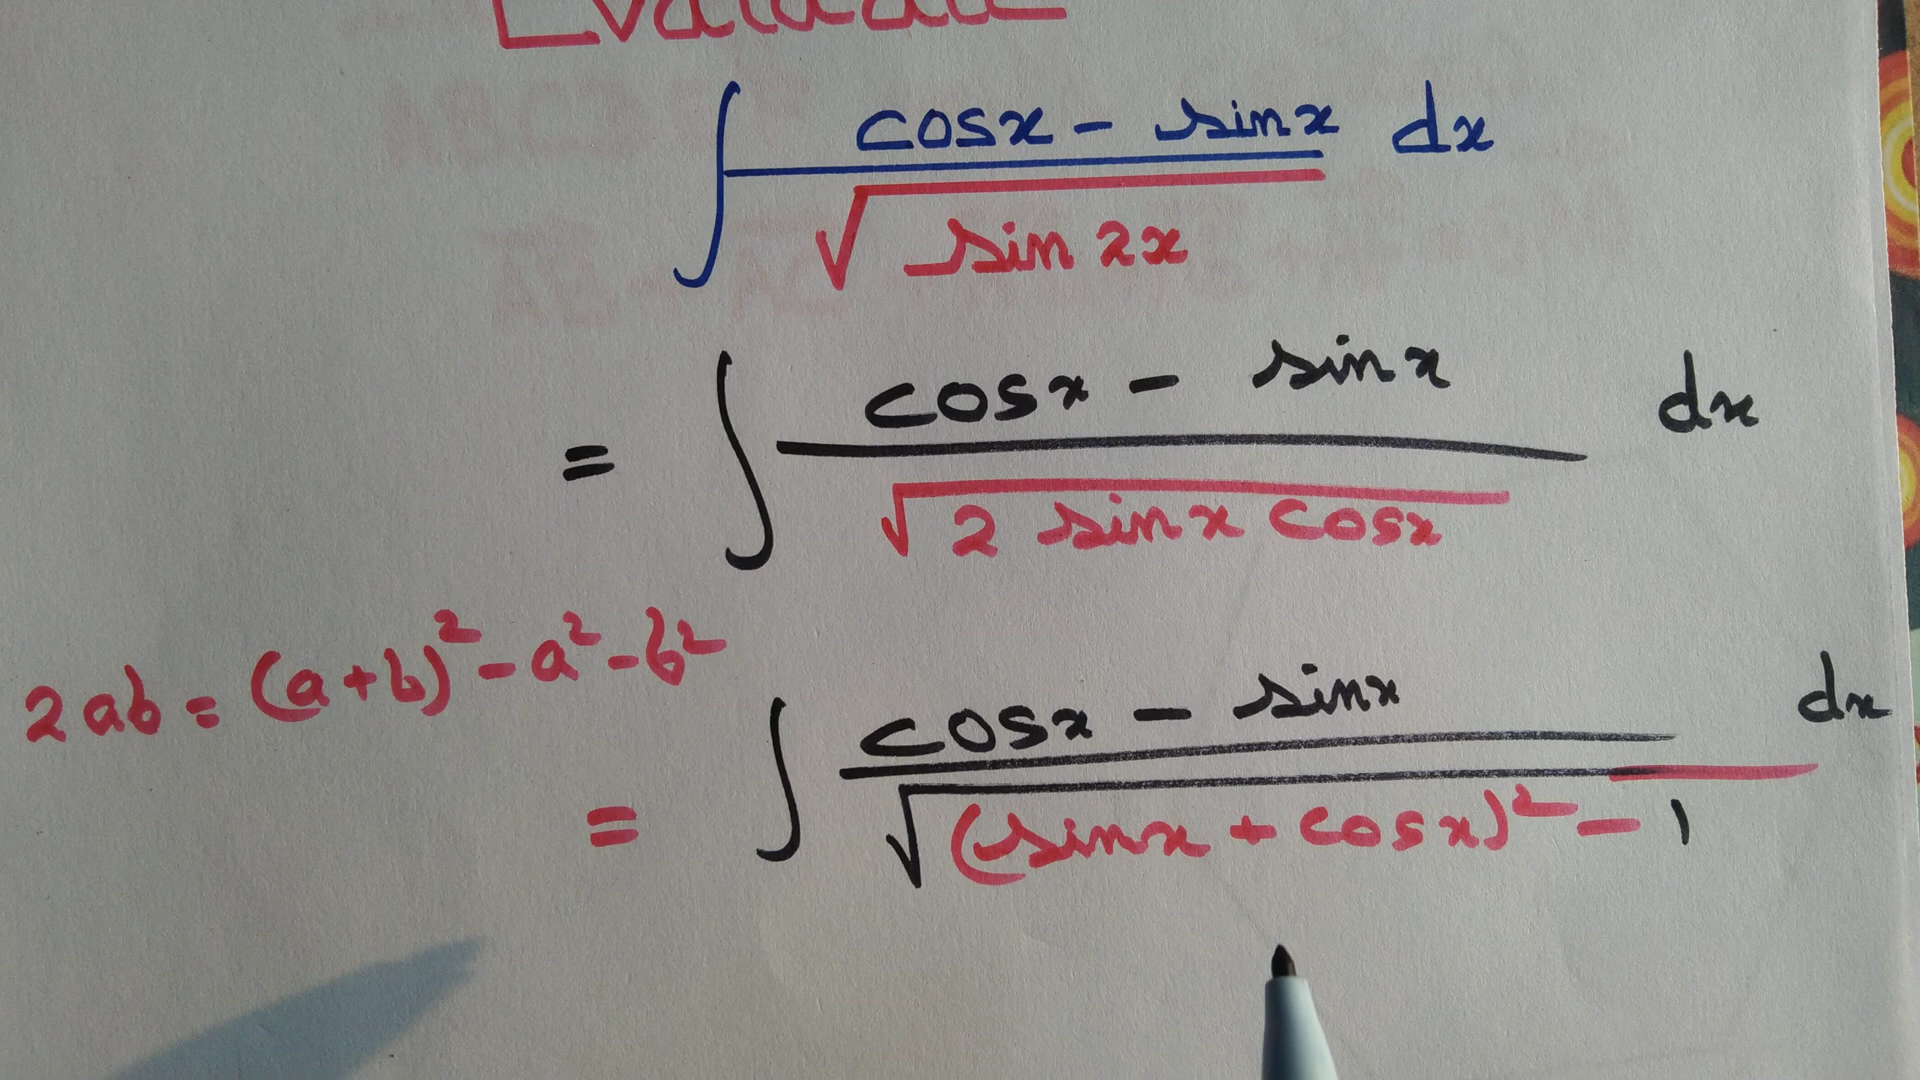 Evaluate
∫ cosx - sinx / √sin 2x dx
= ∫ cosx - sinx / √2 sinx cosx dx
2ab = (a+b)² - a² - b²
= ∫ cosx - sinx / √(sinx + cosx)² - 1 dx